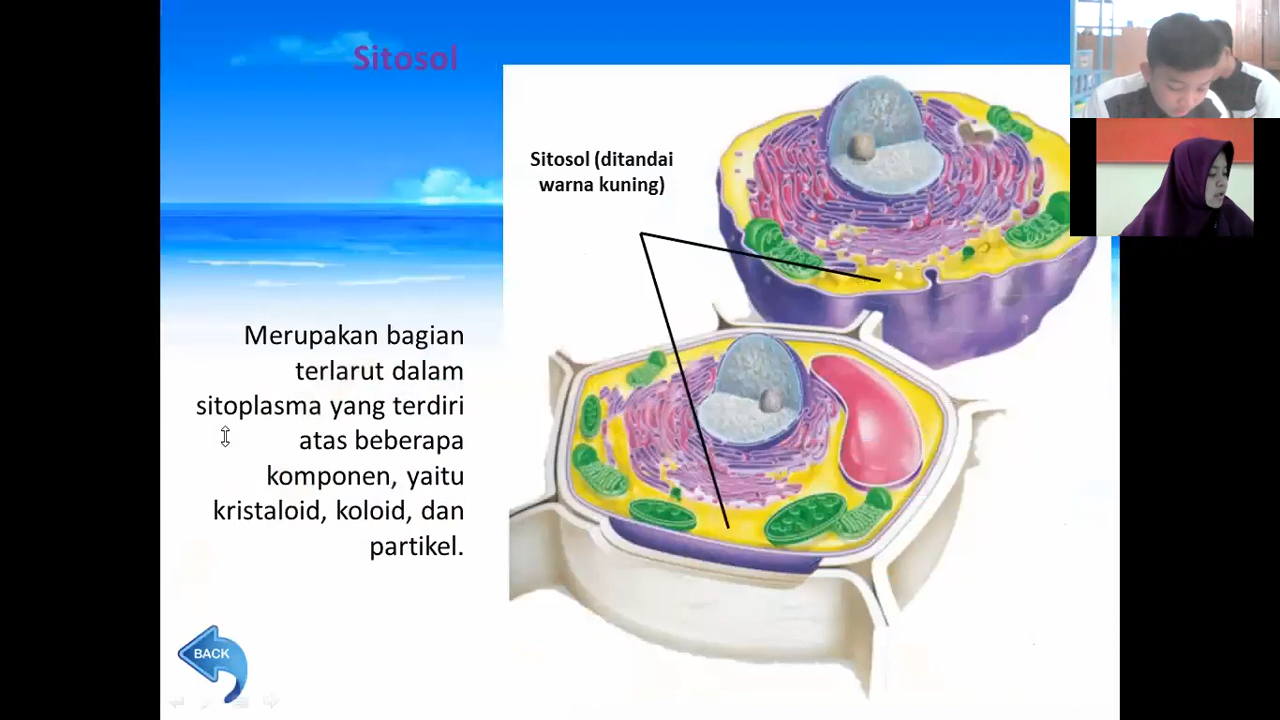 Sitosol
Sitosol (ditandai
warna kuning)
Merupakan bagian
terlarut dalam
sitoplasma yang terdiri
atas beberapa
komponen, yaitu
kristaloid, koloid, dan
partikel.
BACK